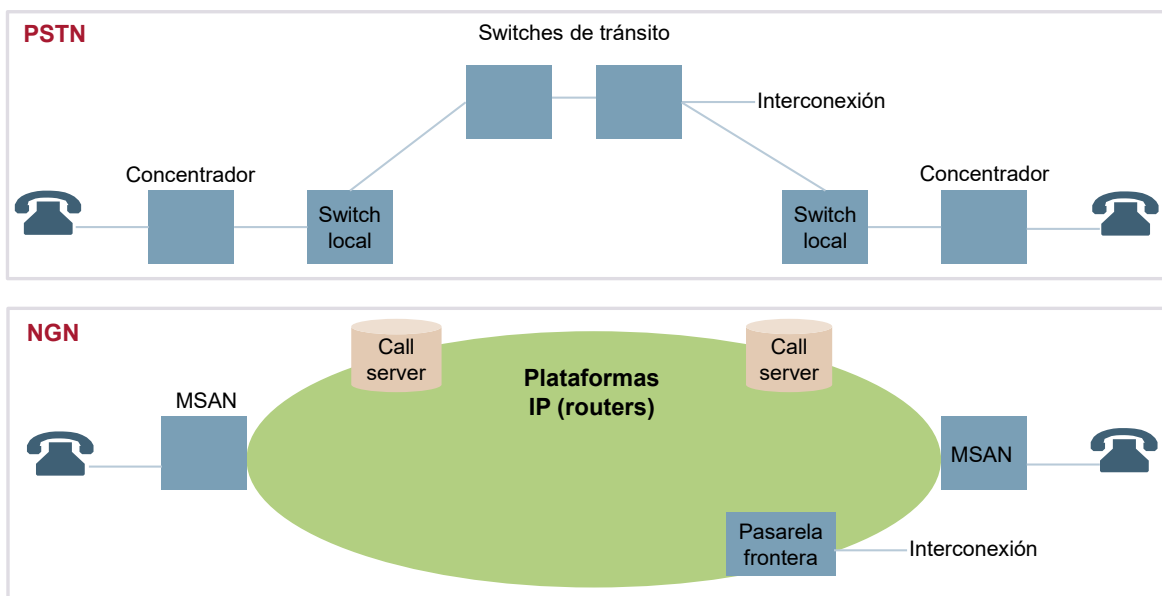 PSTN
Switches de tránsito
Interconexión
Concentrador
Concentrador
Switch
local
Switch
local
NGN
Call
server
Call
server
Plataformas
IP (routers)
MSAN
MSAN
Pasarela
frontera
Interconexión